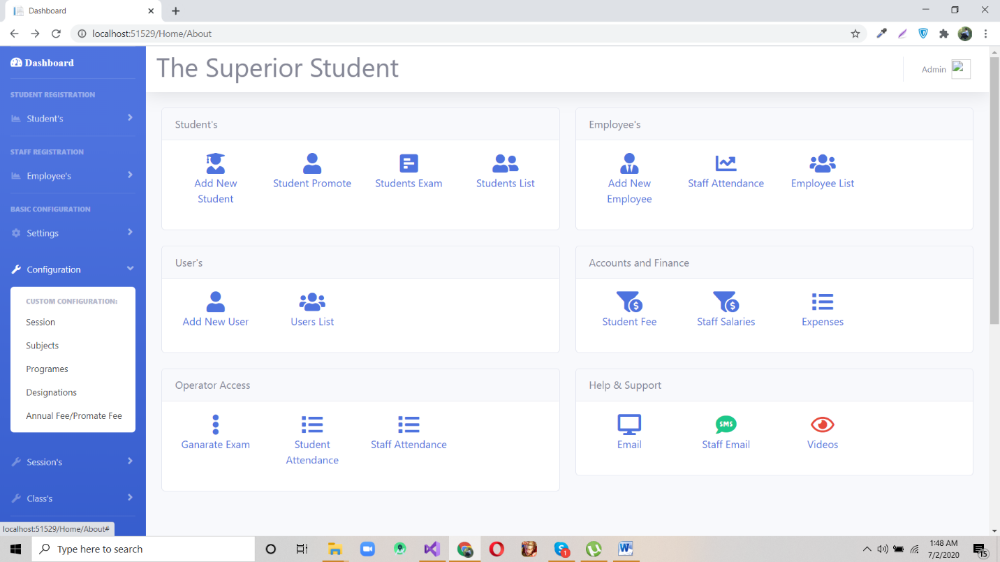 Dashboard
localhost:51529/Home/About
Dashboard
STUDENT REGISTRATION
Student's
STAFF REGISTRATION
Employee's
BASIC CONFIGURATION
Settings
Configuration
CUSTOM CONFIGURATION:
Session
Subjects
Programes
Designations
Annual Fee/Promate Fee
Session's
Class's
localhost:51529/Home/About#
The Superior Student
Admin
Student's
Add New
Student
Student Promote
Students Exam
Students List
Employee's
Add New
Employee
Staff Attendance
Employee List
User's
Add New User
Users List
Accounts and Finance
Student Fee
Staff Salaries
Expenses
Operator Access
Ganarate Exam
Student
Attendance
Staff Attendance
Help & Support
Email
SMS
Staff Email
Videos
Type here to search
1
W
1:48 AM
7/2/2020
15